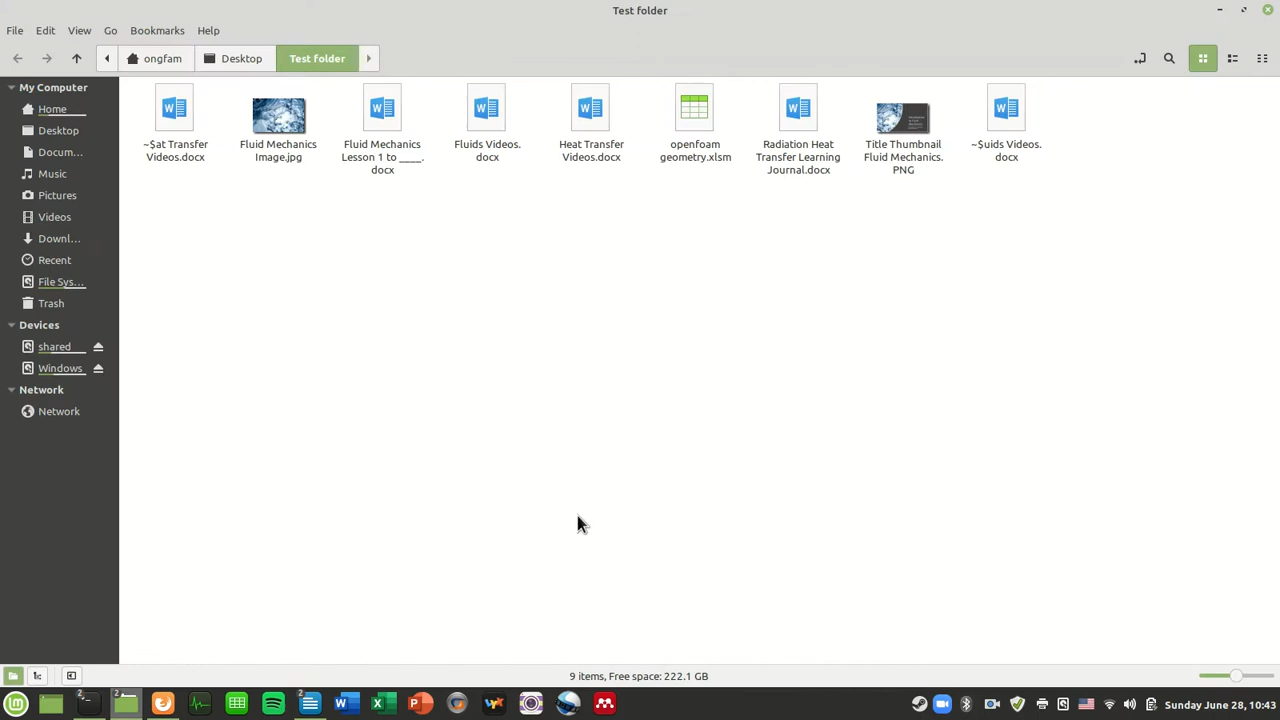 Test folder
File Edit View Go Bookmarks Help
ongfam Desktop Test folder
My Computer
Home
Desktop
Docum...
Music
Pictures
Videos
Downl...
Recent
File Sys...
Trash
Devices
shared
Windows
Network
Network
~$at Transfer
Videos.docx
Fluid Mechanics
Image.jpg
Fluid Mechanics
Lesson 1 to ____.
docx
Fluids Videos.
docx
Heat Transfer
Videos.docx
openfoam
geometry.xlsm
Radiation Heat
Transfer Learning
Journal.docx
Title Thumbnail
Fluid Mechanics.
PNG
~$uids Videos.
docx
9 items, Free space: 222.1 GB
2 2 2 Sunday June 28, 10:43